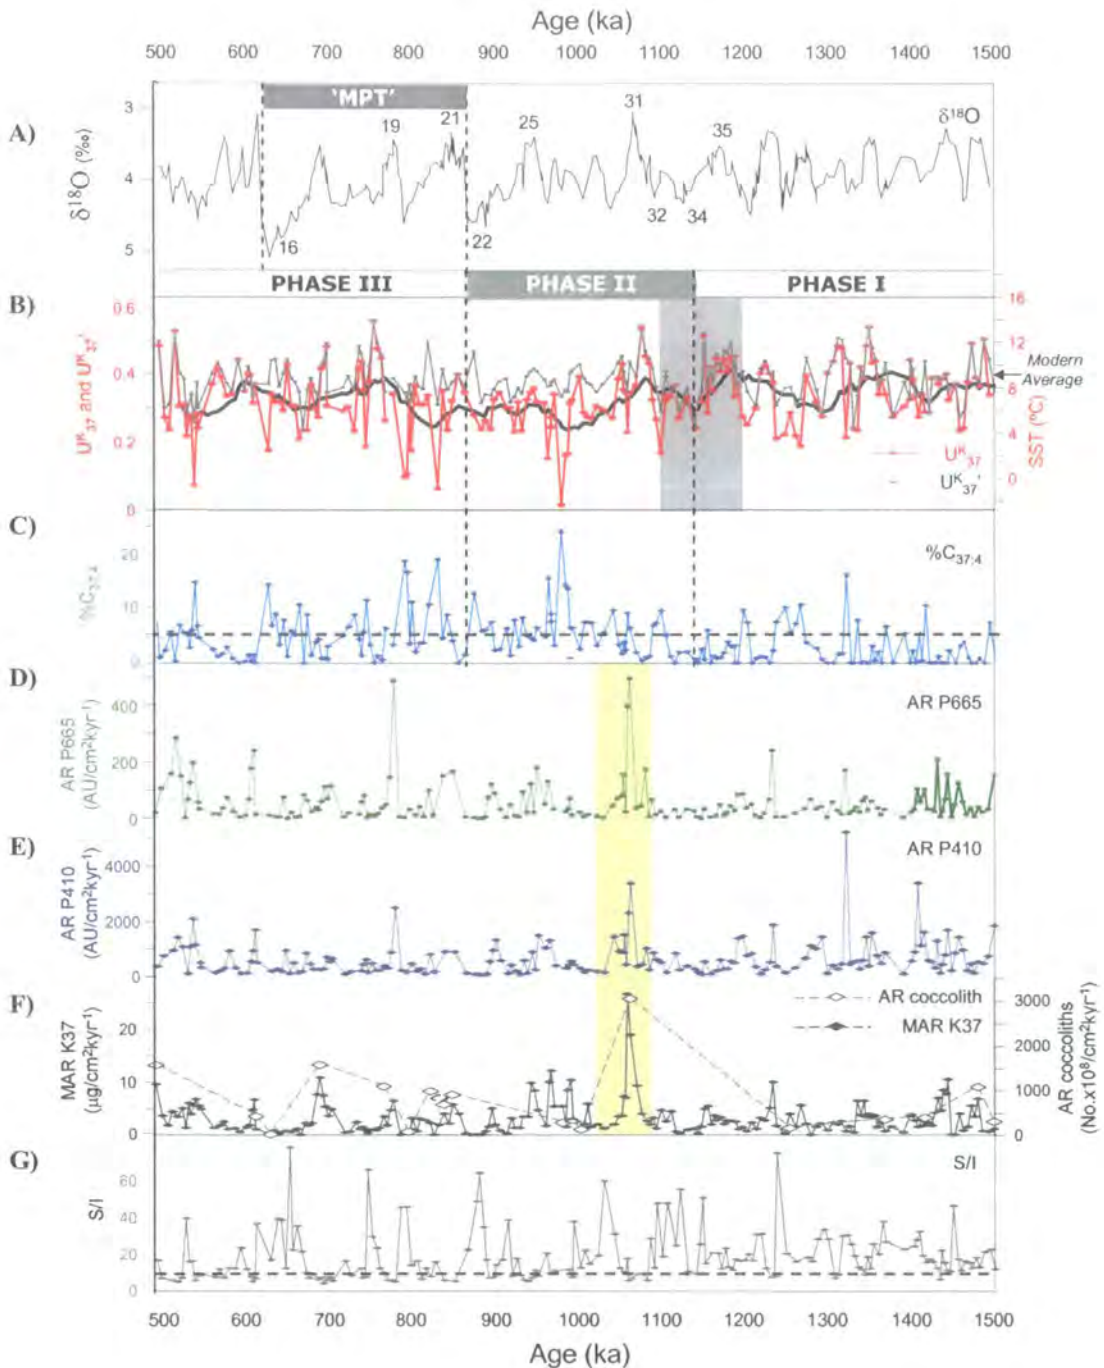 Age (ka)
500 600 700 800 900 1000 1100 1200 1300 1400 1500
A)
'MPT'
δ18O (‰)
3
4
5
16
19
21
22
25
31
32
34
35
δ18O
PHASE III
PHASE II
PHASE I
B)
UK37 and UK37'
0.6
0.4
0.2
0
16
12
8
4
0
SST (°C)
Modern
Average
UK37
UK37'
C)
%C37:4
20
10
0
%C37:4
D)
AR P665
(AU/cm2kyr-1)
400
200
0
AR P665
E)
AR P410
(AU/cm2kyr-1)
4000
2000
0
AR P410
F)
MAR K37
(µg/cm2kyr-1)
20
10
0
AR coccolith
MAR K37
3000
2000
1000
0
AR coccoliths
(No.x10^8/cm2kyr-1)
G)
S/I
60
40
20
0
S/I
500 600 700 800 900 1000 1100 1200 1300 1400 1500
Age (ka)